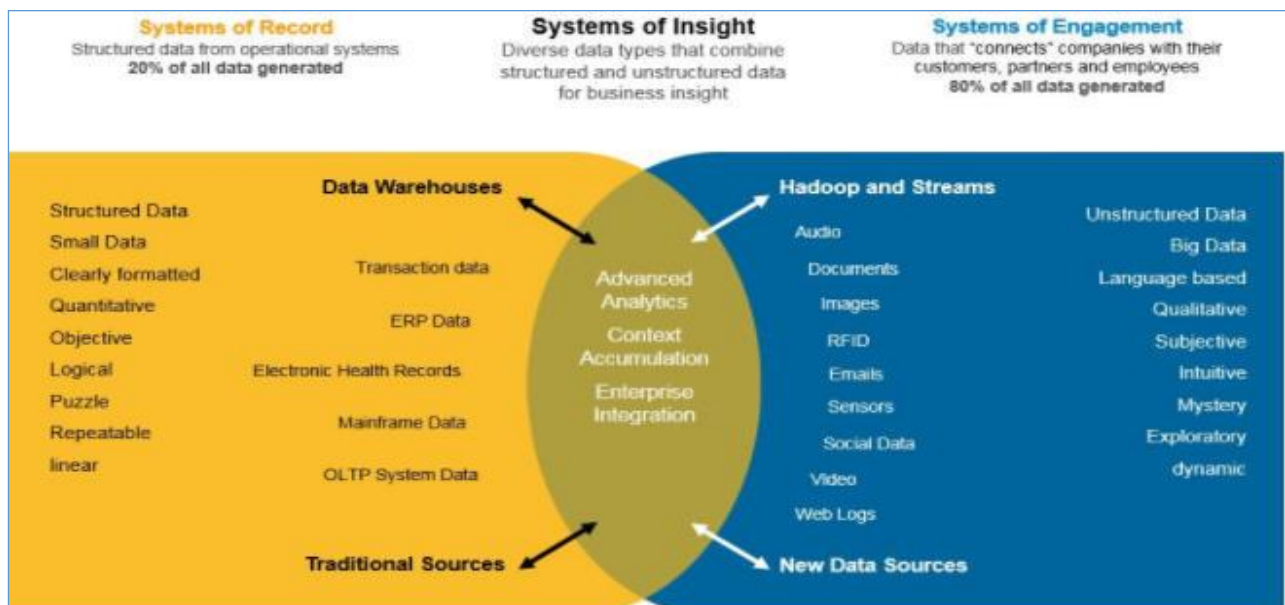 Systems of Record
Structured data from operational systems
20% of all data generated
Systems of Insight
Diverse data types that combine
structured and unstructured data
for business insight
Systems of Engagement
Data that "connects" companies with their
customers, partners and employees
80% of all data generated
Data Warehouses
Structured Data
Small Data
Clearly formatted
Quantitative
Objective
Logical
Puzzle
Repeatable
linear
Transaction data
ERP Data
Electronic Health Records
Mainframe Data
OLTP System Data
Traditional Sources
Advanced
Analytics
Context
Accumulation
Enterprise
Integration
Hadoop and Streams
Audio
Documents
Images
RFID
Emails
Sensors
Social Data
Video
Web Logs
Unstructured Data
Big Data
Language based
Qualitative
Subjective
Intuitive
Mystery
Exploratory
dynamic
New Data Sources